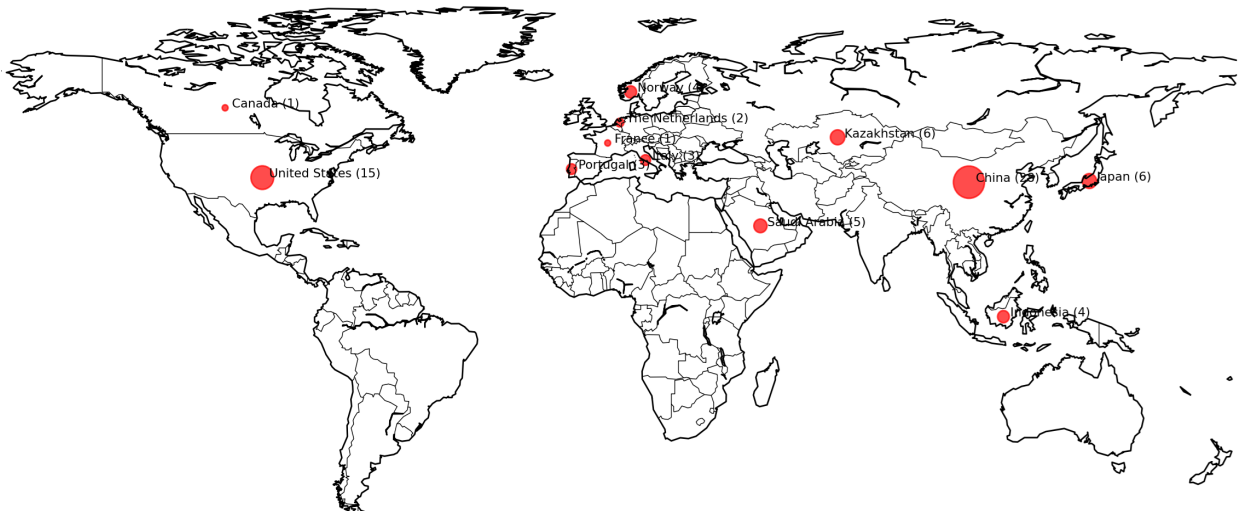 Norway (4)
Canada (1)
The Netherlands (2)
Kazakhstan (6)
France (1)
Italy (3)
Portugal (3)
United States (15)
China
Japan (6)
Saudi Arabia (5)
Indonesia (4)